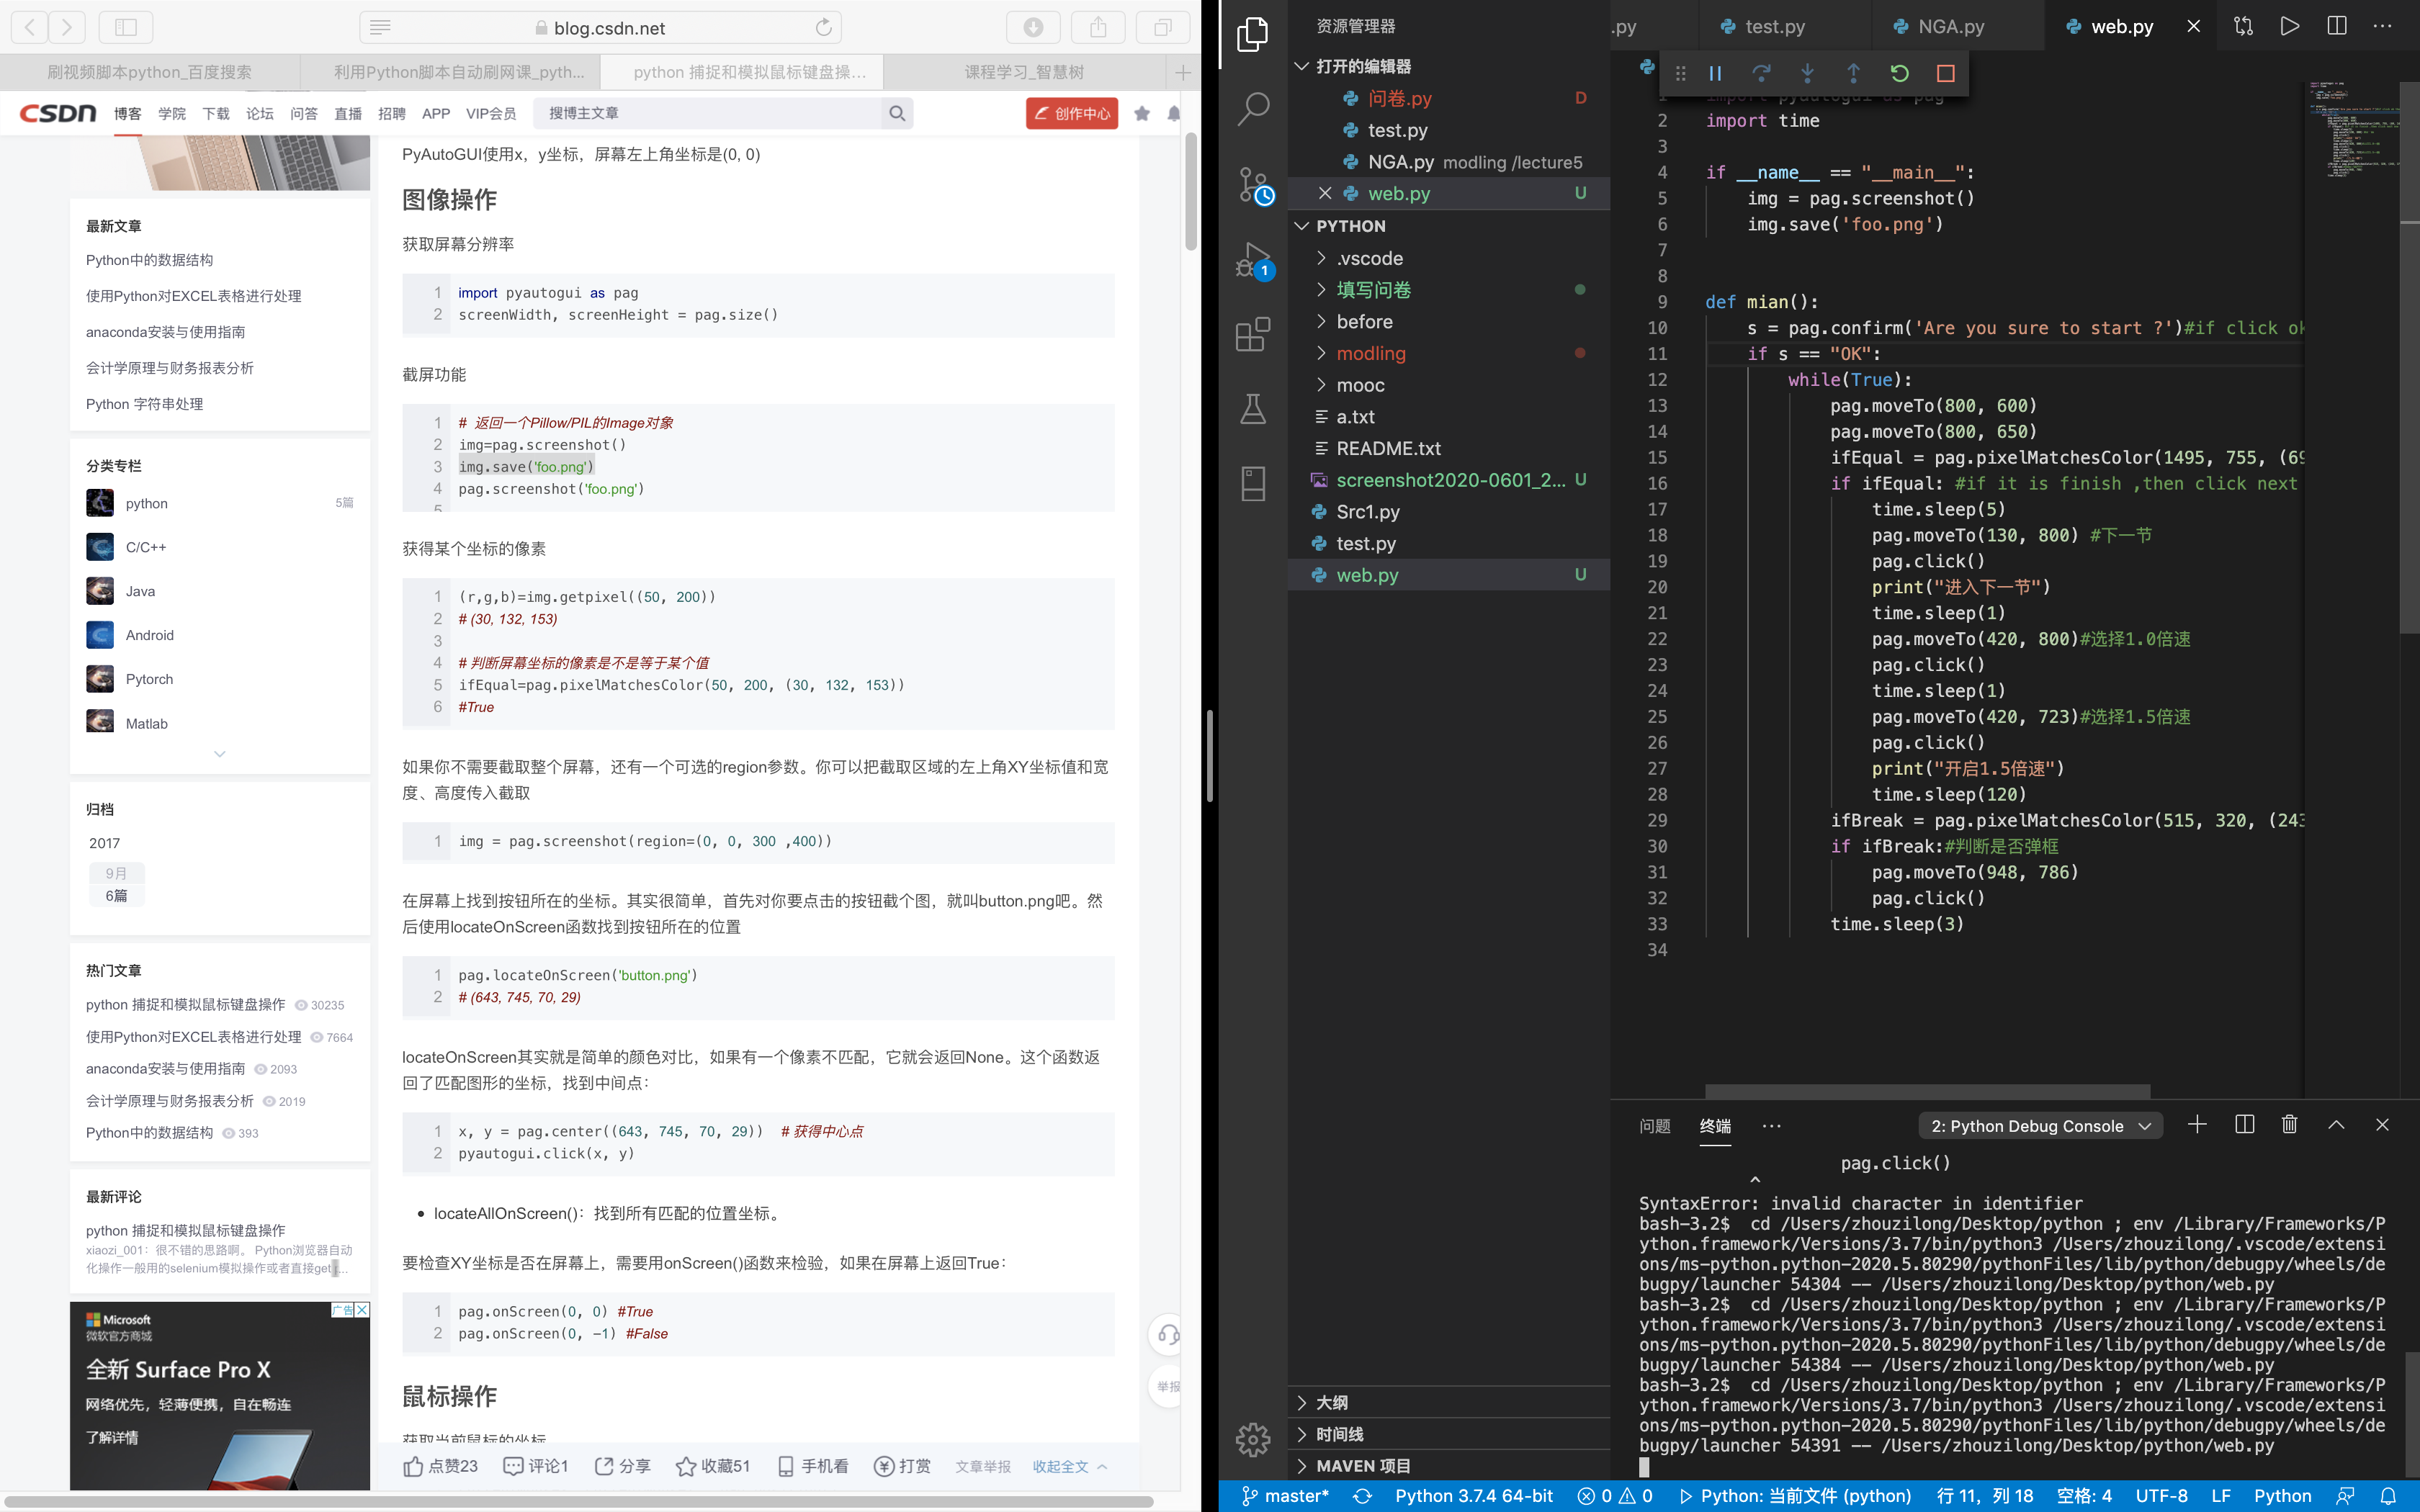 blog.csdn.net
刷视频脚本python_百度搜索
利用Python脚本自动刷网课_pyth...
python 捕捉和模拟鼠标键盘操...
课程学习_智慧树
CSDN 博客 学院 下载 论坛 问答 直播 招聘 APP VIP会员 搜博主文章 创作中心
最新文章
Python中的数据结构
使用Python对EXCEL表格进行处理
anaconda安装与使用指南
会计学原理与财务报表分析
Python 字符串处理
分类专栏
python 5篇
C/C++
Java
Android
Pytorch
Matlab
归档
2017
9月
6篇
热门文章
python 捕捉和模拟鼠标键盘操作 30235
使用Python对EXCEL表格进行处理 7664
anaconda安装与使用指南 2093
会计学原理与财务报表分析 2019
Python中的数据结构 393
最新评论
python 捕捉和模拟鼠标键盘操作
xiaozi_001：很不错的思路啊。 Python浏览器自动
化操作一般用的selenium模拟操作或者直接get...
广告
Microsoft
微软官方商城
全新 Surface Pro X
网络优先，轻薄便携，自在畅连
了解详情
PyAutoGUI使用x，y坐标，屏幕左上角坐标是(0, 0)
图像操作
获取屏幕分辨率
1 import pyautogui as pag
2 screenWidth, screenHeight = pag.size()
截屏功能
1 # 返回一个Pillow/PIL的Image对象
2 img=pag.screenshot()
3 img.save('foo.png')
4 pag.screenshot('foo.png')
5
获得某个坐标的像素
1 (r,g,b)=img.getpixel((50, 200))
2 # (30, 132, 153)
3
4 # 判断屏幕坐标的像素是不是等于某个值
5 ifEqual=pag.pixelMatchesColor(50, 200, (30, 132, 153))
6 #True
如果你不需要截取整个屏幕，还有一个可选的region参数。你可以把截取区域的左上角XY坐标值和宽
度、高度传入截取
1 img = pag.screenshot(region=(0, 0, 300 ,400))
在屏幕上找到按钮所在的坐标。其实很简单，首先对你要点击的按钮截个图，就叫button.png吧。然
后使用locateOnScreen函数找到按钮所在的位置
1 pag.locateOnScreen('button.png')
2 # (643, 745, 70, 29)
locateOnScreen其实就是简单的颜色对比，如果有一个像素不匹配，它就会返回None。这个函数返
回了匹配图形的坐标，找到中间点：
1 x, y = pag.center((643, 745, 70, 29)) # 获得中心点
2 pyautogui.click(x, y)
• locateAllOnScreen()：找到所有匹配的位置坐标。
要检查XY坐标是否在屏幕上，需要用onScreen()函数来检验，如果在屏幕上返回True：
1 pag.onScreen(0, 0) #True
2 pag.onScreen(0, -1) #False
鼠标操作
获取当前鼠标的坐标
举报
点赞23 评论1 分享 收藏51 手机看 打赏 文章举报 收起全文
资源管理器
打开的编辑器
问卷.py D
test.py
NGA.py modling /lecture5
web.py U
PYTHON
.vscode
填写问卷
before
modling
mooc
a.txt
README.txt
screenshot2020-0601_2... U
Src1.py
test.py
web.py U
大纲
时间线
MAVEN 项目
1
.py test.py NGA.py web.py
1 import pyautogui as pag
2 import time
3
4 if __name__ == "__main__":
5 img = pag.screenshot()
6 img.save('foo.png')
7
8
9 def mian():
10 s = pag.confirm('Are you sure to start ?')#if click ok
11 if s == "OK":
12 while(True):
13 pag.moveTo(800, 600)
14 pag.moveTo(800, 650)
15 ifEqual = pag.pixelMatchesColor(1495, 755, (69
16 if ifEqual: #if it is finish ,then click next
17 time.sleep(5)
18 pag.moveTo(130, 800) #下一节
19 pag.click()
20 print("进入下一节")
21 time.sleep(1)
22 pag.moveTo(420, 800)#选择1.0倍速
23 pag.click()
24 time.sleep(1)
25 pag.moveTo(420, 723)#选择1.5倍速
26 pag.click()
27 print("开启1.5倍速")
28 time.sleep(120)
29 ifBreak = pag.pixelMatchesColor(515, 320, (243
30 if ifBreak:#判断是否弹框
31 pag.moveTo(948, 786)
32 pag.click()
33 time.sleep(3)
34
问题 终端 ··· 2: Python Debug Console
pag.click()
^
SyntaxError: invalid character in identifier
bash-3.2$ cd /Users/zhouzilong/Desktop/python ; env /Library/Frameworks/P
ython.framework/Versions/3.7/bin/python3 /Users/zhouzilong/.vscode/extensi
ons/ms-python.python-2020.5.80290/pythonFiles/lib/python/debugpy/wheels/de
bugpy/launcher 54304 -- /Users/zhouzilong/Desktop/python/web.py
bash-3.2$ cd /Users/zhouzilong/Desktop/python ; env /Library/Frameworks/P
ython.framework/Versions/3.7/bin/python3 /Users/zhouzilong/.vscode/extensi
ons/ms-python.python-2020.5.80290/pythonFiles/lib/python/debugpy/wheels/de
bugpy/launcher 54384 -- /Users/zhouzilong/Desktop/python/web.py
bash-3.2$ cd /Users/zhouzilong/Desktop/python ; env /Library/Frameworks/P
ython.framework/Versions/3.7/bin/python3 /Users/zhouzilong/.vscode/extensi
ons/ms-python.python-2020.5.80290/pythonFiles/lib/python/debugpy/wheels/de
bugpy/launcher 54391 -- /Users/zhouzilong/Desktop/python/web.py
master* Python 3.7.4 64-bit 0 0 Python: 当前文件 (python) 行 11，列 18 空格: 4 UTF-8 LF Python